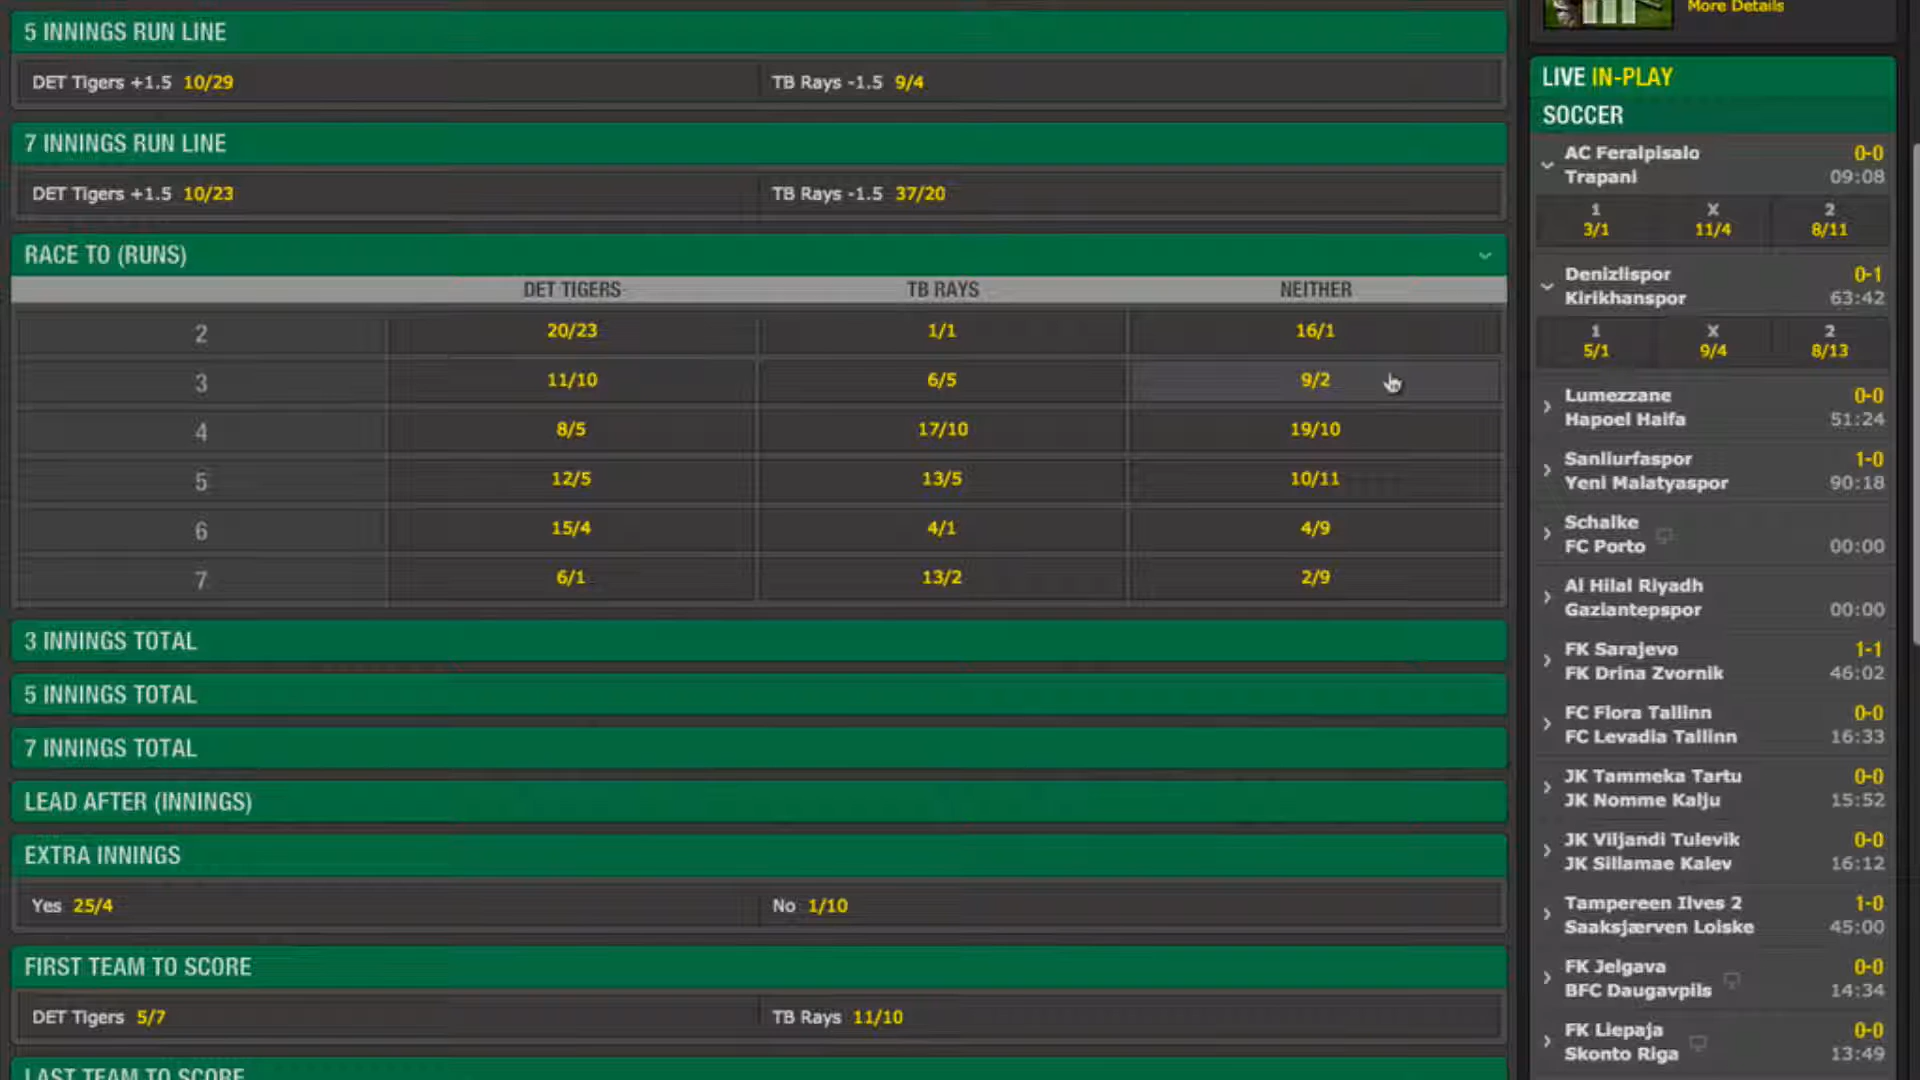 5 INNINGS RUN LINE
DET Tigers +1.5 10/29 TB Rays -1.5 9/4
7 INNINGS RUN LINE
DET Tigers +1.5 10/23 TB Rays -1.5 37/20
RACE TO (RUNS)
DET TIGERS TB RAYS NEITHER
2 20/23 1/1 16/1
3 11/10 6/5 9/2
4 8/5 17/10 19/10
5 12/5 13/5 10/11
6 15/4 4/1 4/9
7 6/1 13/2 2/9
3 INNINGS TOTAL
5 INNINGS TOTAL
7 INNINGS TOTAL
LEAD AFTER (INNINGS)
EXTRA INNINGS
Yes 25/4 No 1/10
FIRST TEAM TO SCORE
DET Tigers 5/7 TB Rays 11/10
LAST TEAM TO SCORE
More Details
LIVE IN-PLAY
SOCCER
AC Feralpisalo 0-0
Trapani 09:08
1 X 2
3/1 11/4 8/11
Denizlispor 0-1
Kirikhanspor 63:42
1 X 2
5/1 9/4 8/13
Lumezzane 0-0
Hapoel Haifa 51:24
Sanliurfaspor 1-0
Yeni Malatyaspor 90:18
Schalke
FC Porto 00:00
Al Hilal Riyadh
Gaziantepspor 00:00
FK Sarajevo 1-1
FK Drina Zvornik 46:02
FC Flora Tallinn 0-0
FC Levadia Tallinn 16:33
JK Tammeka Tartu 0-0
JK Nomme Kalju 15:52
JK Viljandi Tulevik 0-0
JK Sillamae Kalev 16:12
Tampereen Ilves 2 1-0
Saaksjærven Loiske 45:00
FK Jelgava 0-0
BFC Daugavpils 14:34
FK Liepaja 0-0
Skonto Riga 13:49